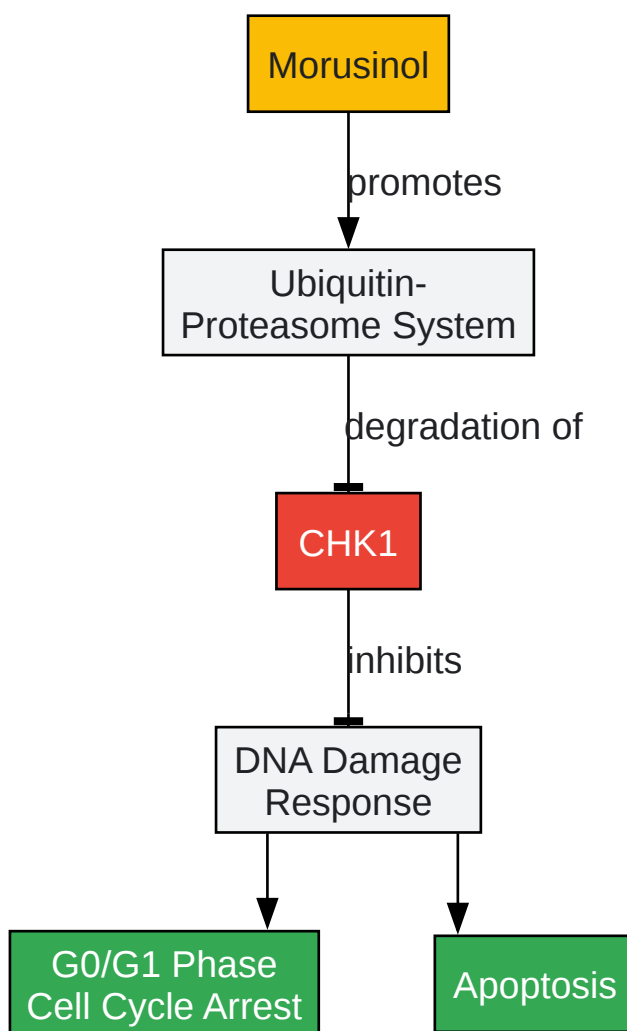 Morusinol
promotes
Ubiquitin-
Proteasome System
degradation of
CHK1
inhibits
DNA Damage
Response
G0/G1 Phase
Cell Cycle Arrest
Apoptosis